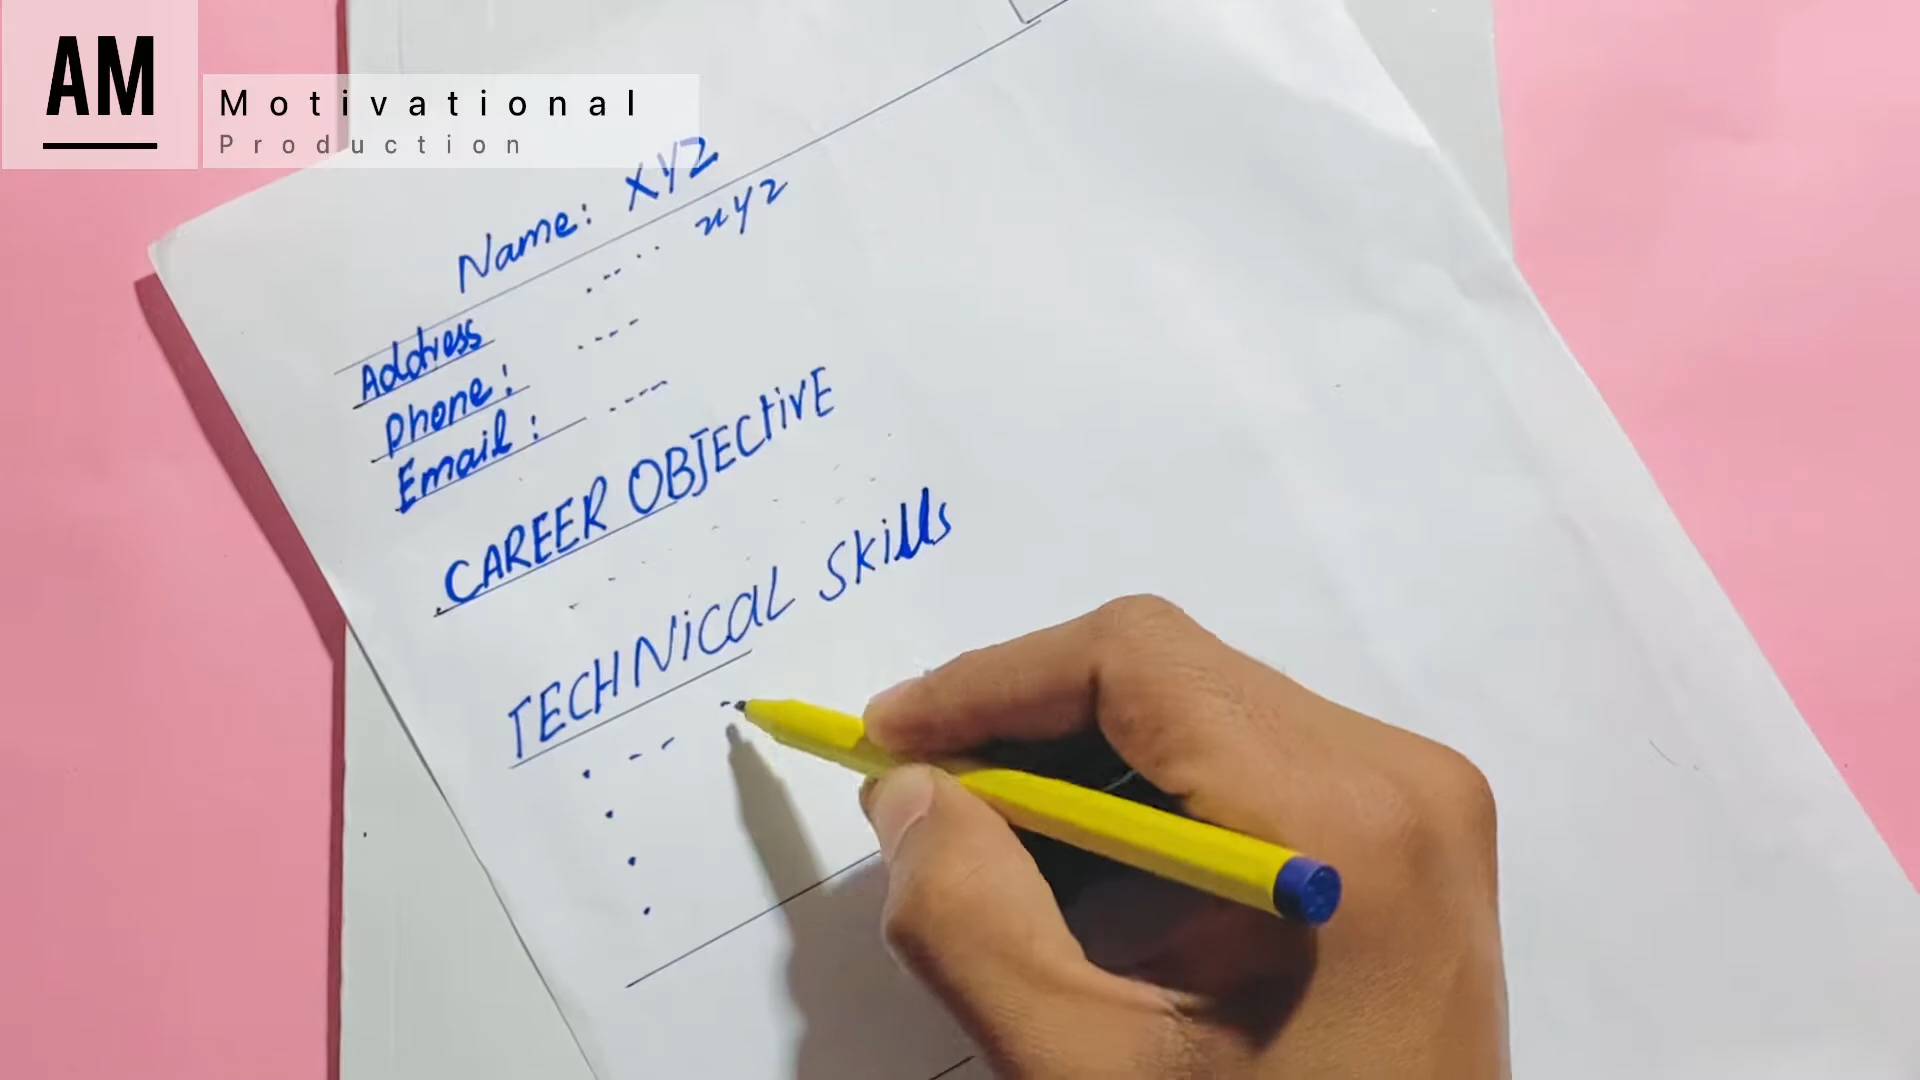 AM
Motivational
Production
Name: XYZ
Address xyz
Phone:
Email:
CAREER OBJECTivE
TECHNiCaL Skills